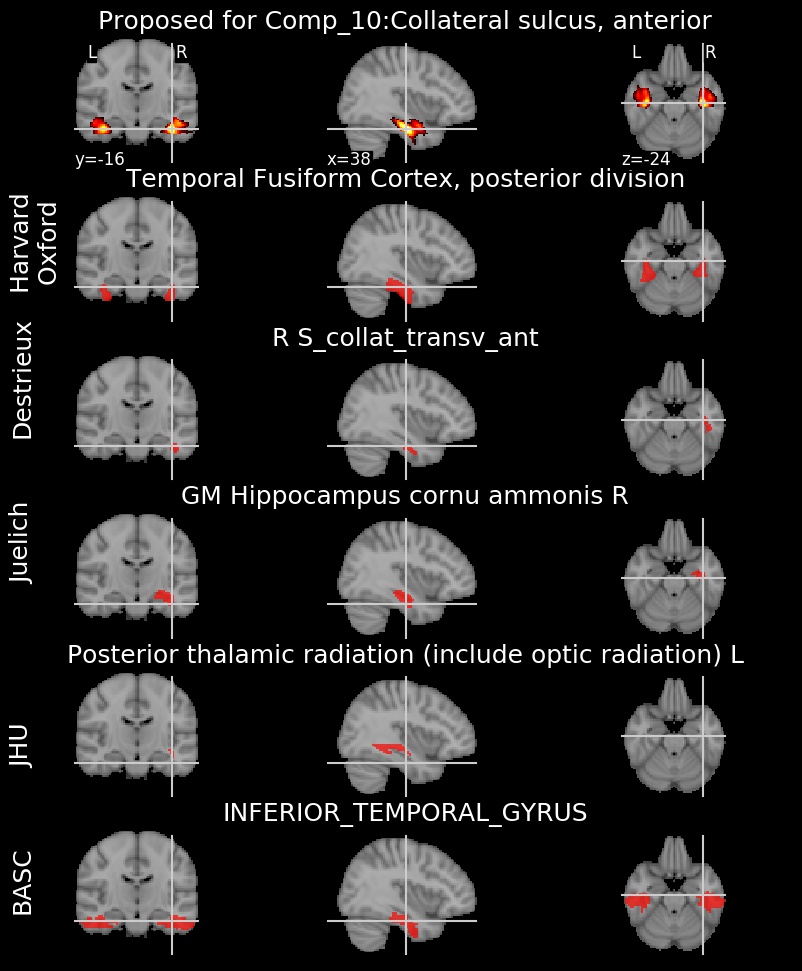 Proposed for Comp_10:Collateral sulcus, anterior
L R
L R
y=-16 x=38 z=-24
Temporal Fusiform Cortex, posterior division
Harvard
Oxford
R S_collat_transv_ant
Destrieux
GM Hippocampus cornu ammonis R
Juelich
Posterior thalamic radiation (include optic radiation) L
JHU
INFERIOR_TEMPORAL_GYRUS
BASC